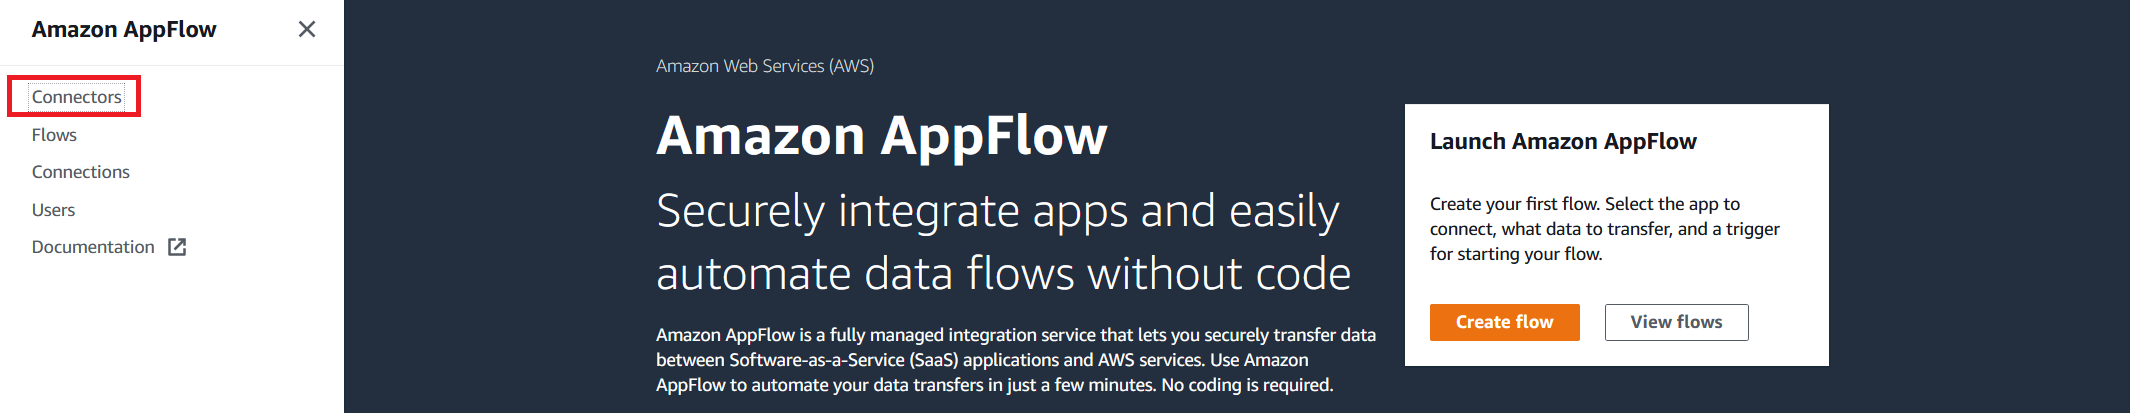 Amazon AppFlow
Connectors
Flows
Connections
Users
Documentation
Amazon Web Services (AWS)
Amazon AppFlow
Securely integrate apps and easily
automate data flows without code
Amazon AppFlow is a fully managed integration service that lets you securely transfer data
between Software-as-a-Service (SaaS) applications and AWS services. Use Amazon
AppFlow to automate your data transfers in just a few minutes. No coding is required.
Launch Amazon AppFlow
Create your first flow. Select the app to
connect, what data to transfer, and a trigger
for starting your flow.
Create flow
View flows